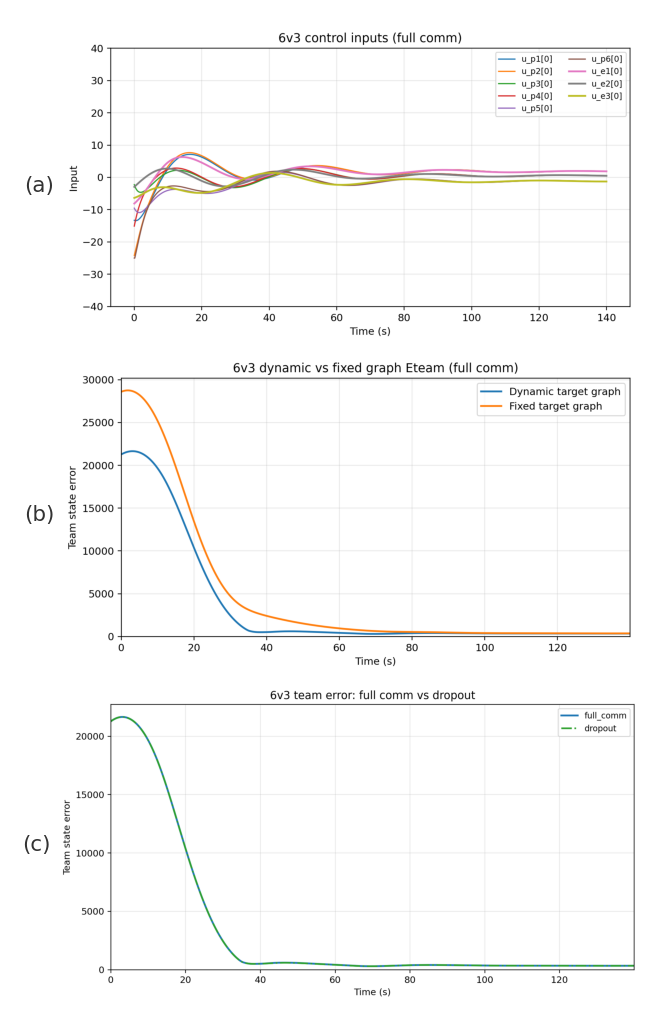 6v3 control inputs (full comm)
40
30
20
10
0
−10
−20
−30
−40
Input
u_p1[0]
u_p2[0]
u_p3[0]
u_p4[0]
u_p5[0]
u_p6[0]
u_e1[0]
u_e2[0]
u_e3[0]
0 20 40 60 80 100 120 140
Time (s)
(a)
6v3 dynamic vs fixed graph Eteam (full comm)
30000
25000
20000
15000
10000
5000
0
Team state error
Dynamic target graph
Fixed target graph
0 20 40 60 80 100 120
Time (s)
(b)
6v3 team error: full comm vs dropout
20000
15000
10000
5000
0
Team state error
full_comm
dropout
0 20 40 60 80 100 120
Time (s)
(c)